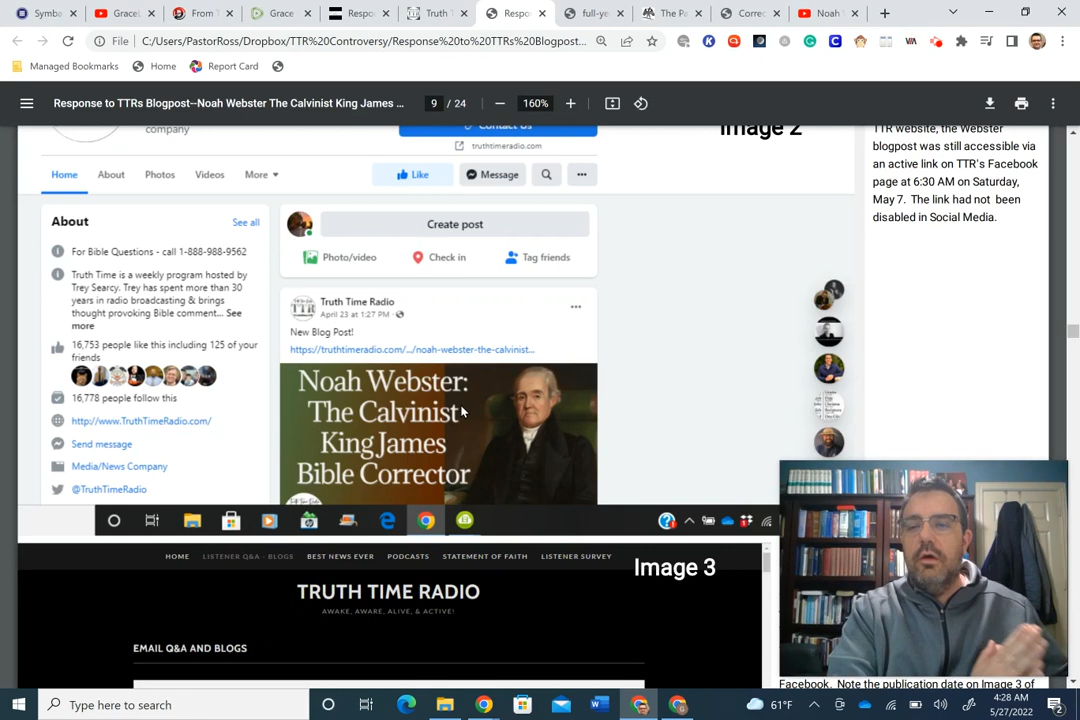 Symba
GraceL
From T
Grace
Respo
Truth T
Respo
full-ye
The Pa
Correc
Noah
File
C:/Users/PastorRoss/Dropbox/TTR%20Controversy/Response%20to%20TTRs%20Blogpost...
Managed Bookmarks
Home
Report Card
Response to TTRs Blogpost--Noah Webster The Calvinist King James ...
9 / 24
160%
company
Contact Us
Image 2
truthtimeradio.com
TTR website, the Webster
blogpost was still accessible via
an active link on TTR's Facebook
page at 6:30 AM on Saturday,
May 7. The link had not been
disabled in Social Media.
Home
About
Photos
Videos
More
Like
Message
About
See all
For Bible Questions - call 1-888-988-9562
Truth Time is a weekly program hosted by
Trey Searcy. Trey has spent more than 30
years in radio broadcasting & brings
thought provoking Bible comment... See
more
16,753 people like this including 125 of your
friends
16,778 people follow this
http://www.TruthTimeRadio.com/
Send message
Media/News Company
@TruthTimeRadio
Create post
Photo/video
Check in
Tag friends
Truth Time Radio
April 23 at 1:27 PM
New Blog Post!
https://truthtimeradio.com/.../noah-webster-the-calvinist...
Noah Webster:
The Calvinist
King James
Bible Corrector
HOME
LISTENER Q&A - BLOGS
BEST NEWS EVER
PODCASTS
STATEMENT OF FAITH
LISTENER SURVEY
Image 3
TRUTH TIME RADIO
AWAKE, AWARE, ALIVE, & ACTIVE!
EMAIL Q&A AND BLOGS
Facebook. Note the publication date on Image 3 of
Type here to search
61°F
4:28 AM
5/27/2022